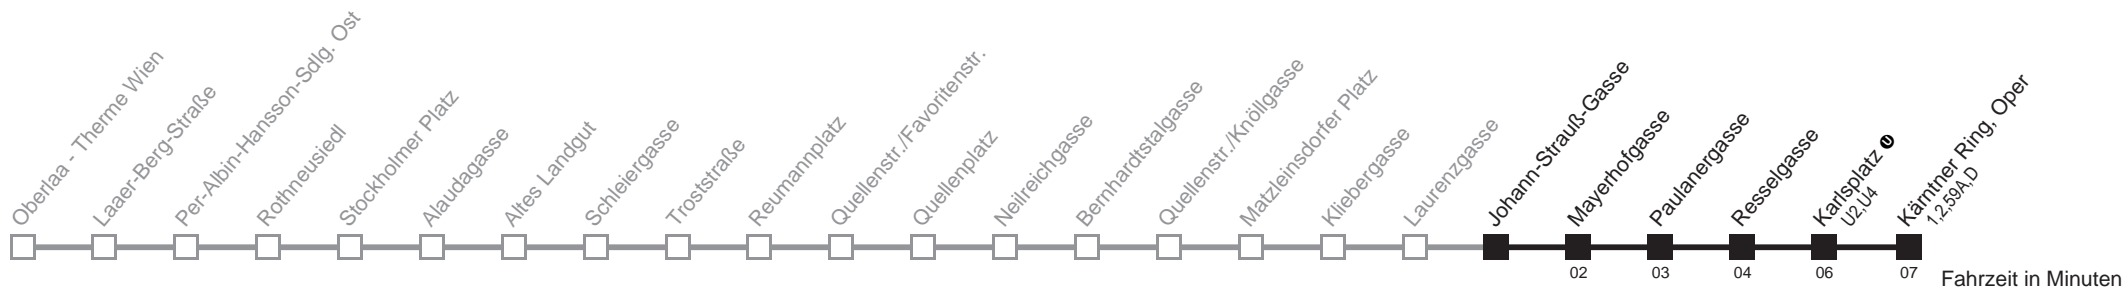 Oberlaa - Therme Wien
Laaer-Berg-Straße
Per-Albin-Hansson-Sdlg. Ost
Rothneusiedl
Stockholmer Platz
Alaudagasse
Altes Landgut
Schleiergasse
Troststraße
Reumannplatz
Quellenstr./Favoritenstr.
Quellenplatz
Neilreichgasse
Bernhardtstalgasse
Quellenstr./Knöllgasse
Matzleinsdorfer Platz
Kliebergasse
Laurenzgasse
Johann-Strauß-Gasse
Mayerhofgasse
Paulanergasse
Resselgasse
Karlsplatz U
U2,U4
Kärntner Ring, Oper
1,2,59A,D
02 03 04 06 07
Fahrzeit in Minuten